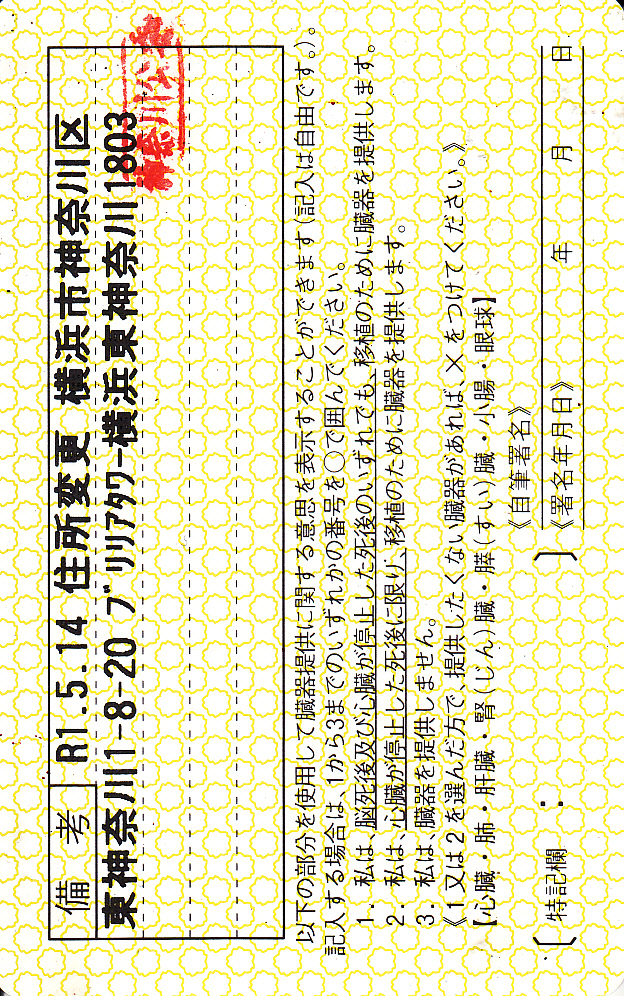 備考
R1.5.14 住所変更 横浜市神奈川区
東神奈川1-8-20 ブリリアタワー横浜東神奈川1803
神奈川公安
以下の部分を使用して臓器提供に関する意思を表示することができます(記入は自由です。)。
記入する場合は、1から3までのいずれかの番号を○で囲んでください。
1. 私は、脳死後及び心臓が停止した死後のいずれでも、移植のために臓器を提供します。
2. 私は、心臓が停止した死後に限り、移植のために臓器を提供します。
3. 私は、臓器を提供しません。
《1又は2を選んだ方で、提供したくない臓器があれば、×をつけてください。》
【心臓・肺・肝臓・腎(じん)臓・膵(すい)臓・小腸・眼球】
〔特記欄: 〕
《自筆署名》
《署名年月日》 年 月 日